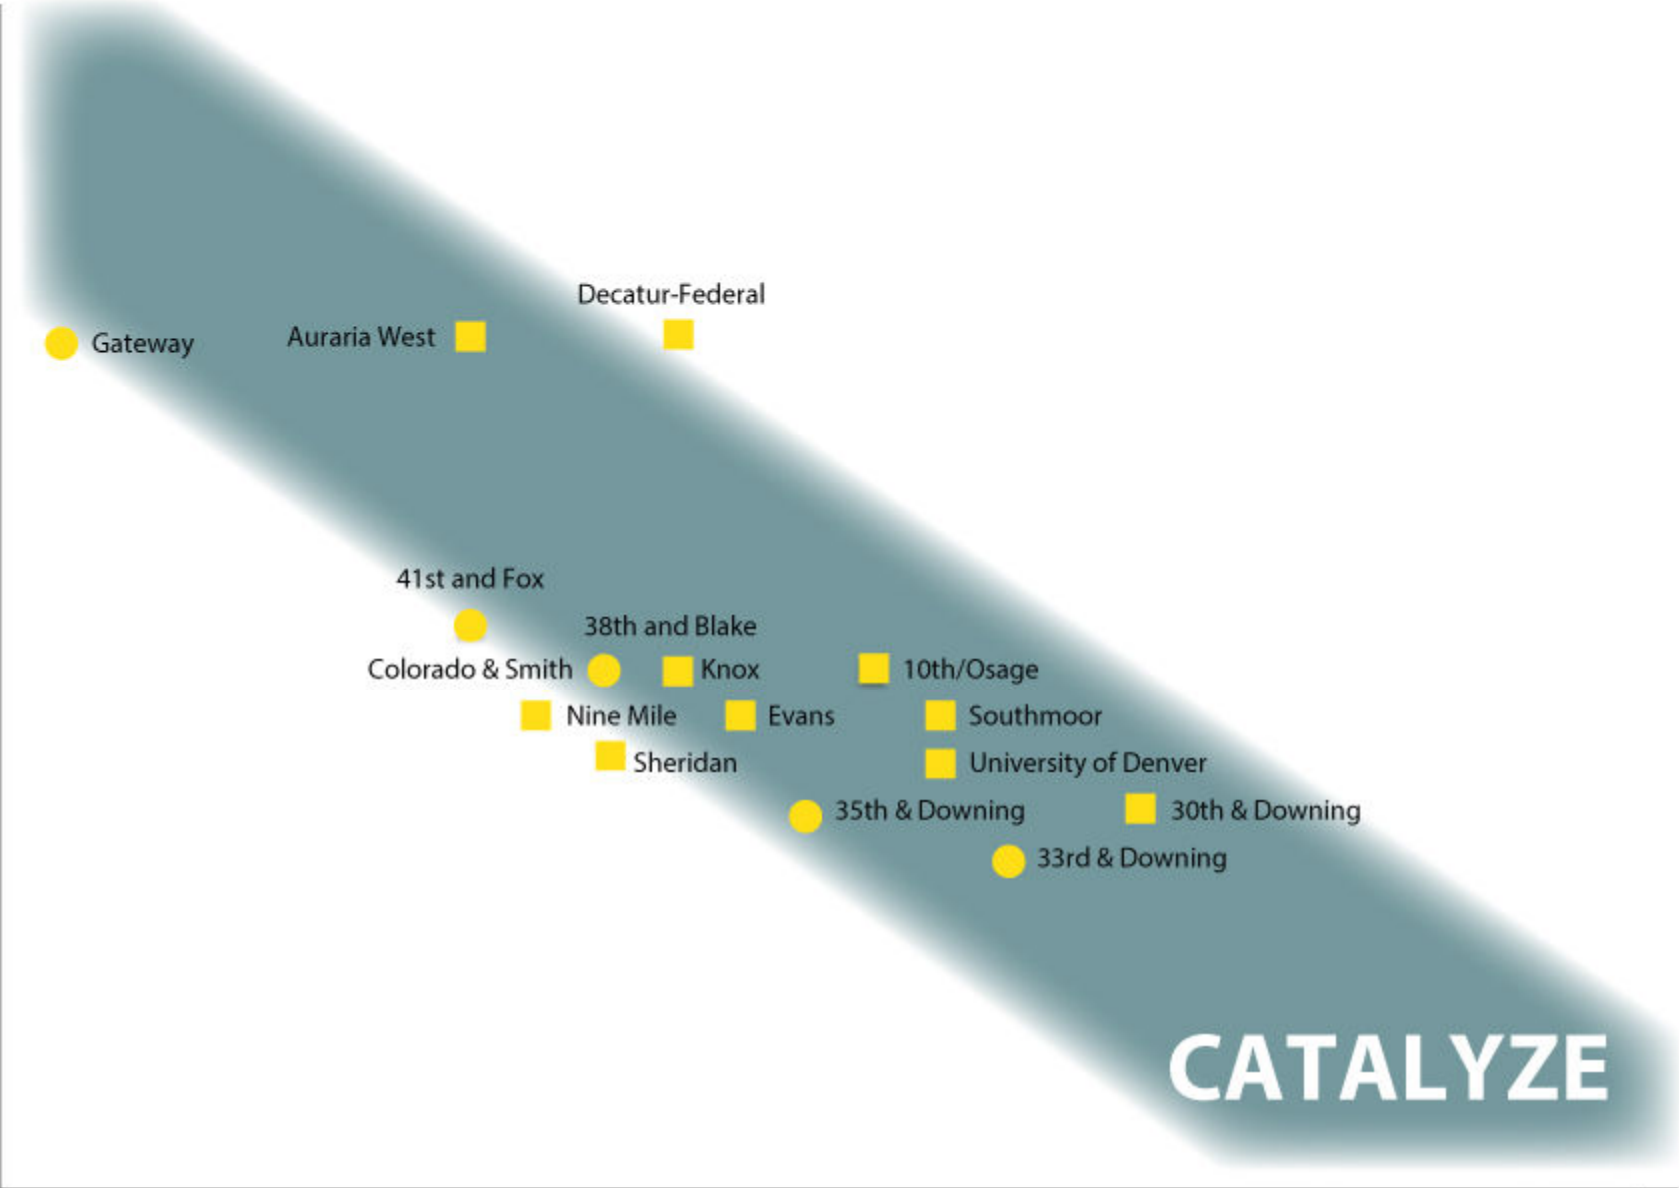 Decatur-Federal
Gateway
Auraria West
41st and Fox
38th and Blake
Colorado & Smith
Knox
10th/Osage
Nine Mile
Evans
Southmoor
Sheridan
University of Denver
35th & Downing
30th & Downing
33rd & Downing
CATALYZE